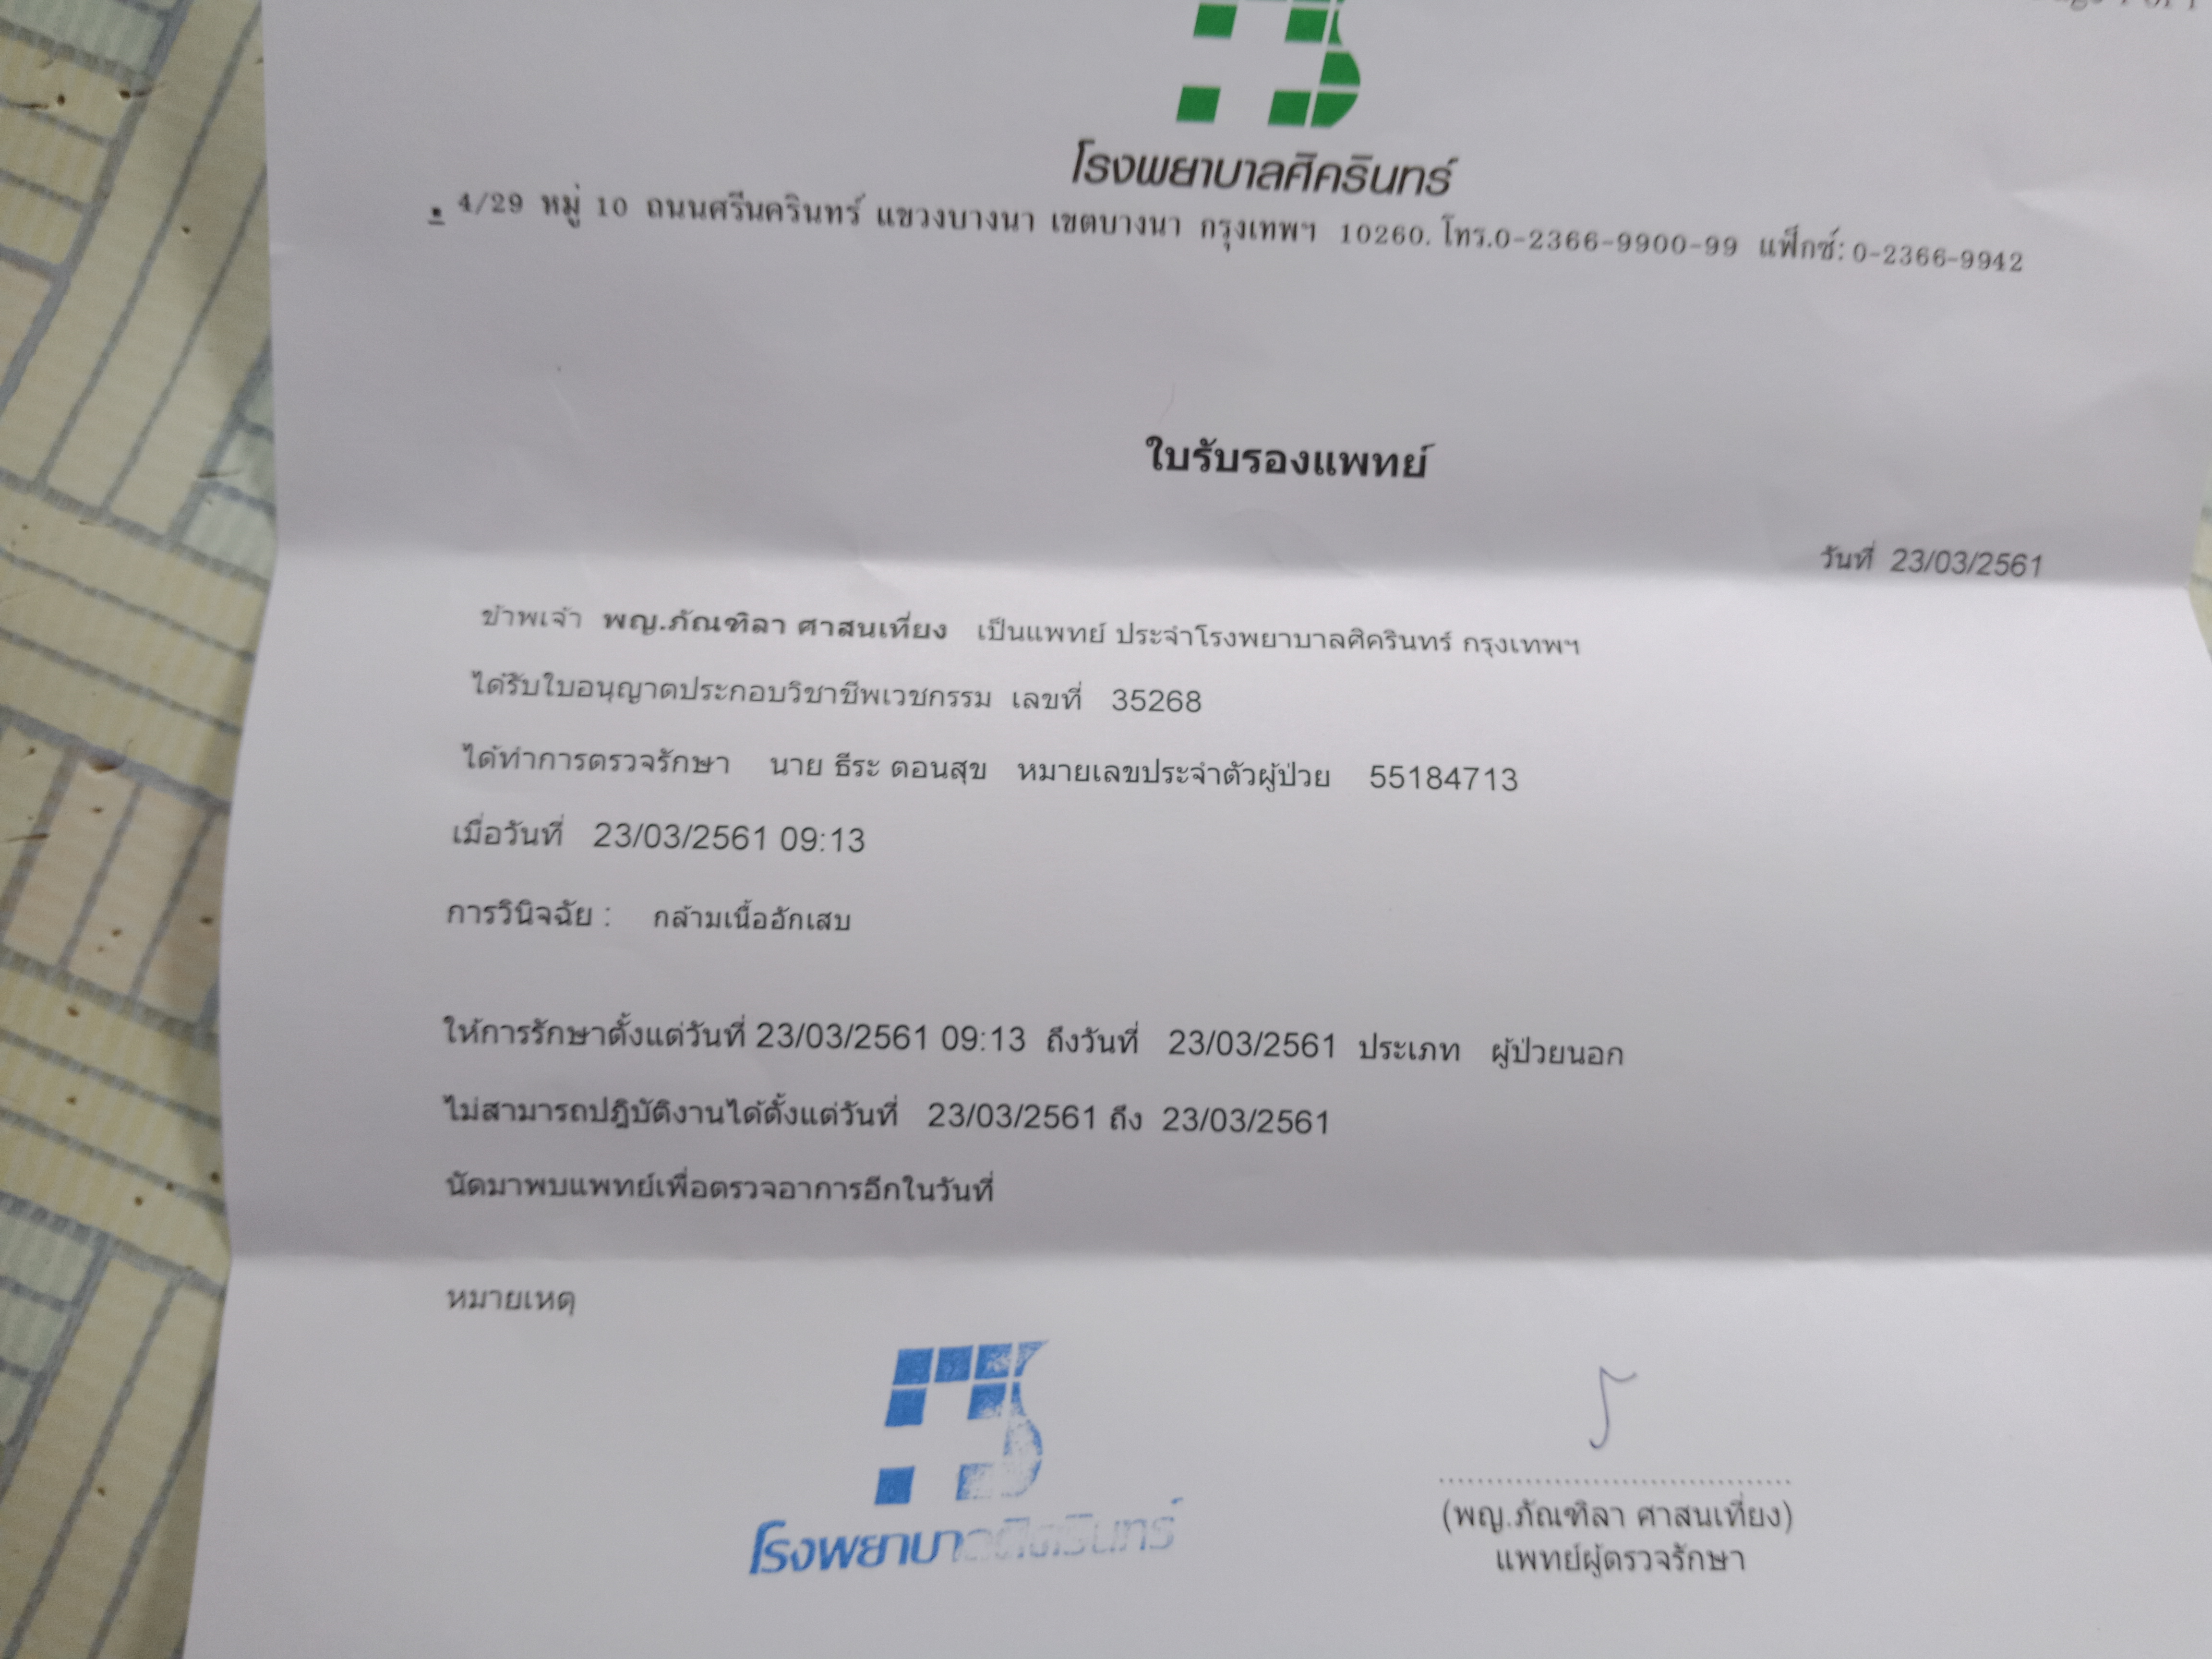 โรงพยาบาลศิครินทร์
4/29 หมู่ 10 ถนนศรีนครินทร์ แขวงบางนา เขตบางนา กรุงเทพฯ 10260. โทร.0-2366-9900-99 แฟ็กซ์: 0-2366-9942
ใบรับรองแพทย์
วันที่ 23/03/2561
ข้าพเจ้า พญ.ภัณฑิลา ศาสนเที่ยง เป็นแพทย์ ประจำโรงพยาบาลศิครินทร์ กรุงเทพฯ
ได้รับใบอนุญาตประกอบวิชาชีพเวชกรรม เลขที่ 35268
ได้ทำการตรวจรักษา นาย ธีระ ตอนสุข หมายเลขประจำตัวผู้ป่วย 55184713
เมื่อวันที่ 23/03/2561 09:13
การวินิจฉัย : กล้ามเนื้ออักเสบ
ให้การรักษาตั้งแต่วันที่ 23/03/2561 09:13 ถึงวันที่ 23/03/2561 ประเภท ผู้ป่วยนอก
ไม่สามารถปฏิบัติงานได้ตั้งแต่วันที่ 23/03/2561 ถึง 23/03/2561
นัดมาพบแพทย์เพื่อตรวจอาการอีกในวันที่
หมายเหตุ
โรงพยาบาลศิครินทร์
(พญ.ภัณฑิลา ศาสนเที่ยง)
แพทย์ผู้ตรวจรักษา